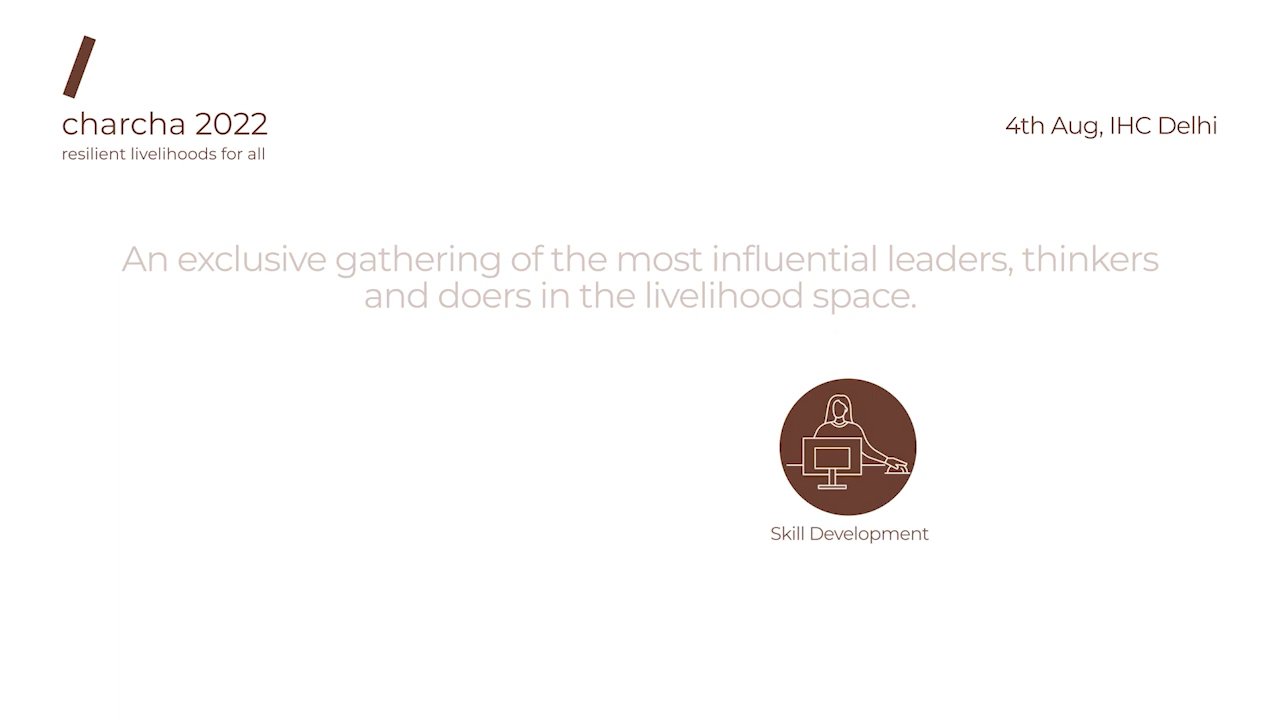 charcha 2022
resilient livelihoods for all
4th Aug, IHC Delhi
An exclusive gathering of the most influential leaders, thinkers
and doers in the livelihood space.
Skill Development